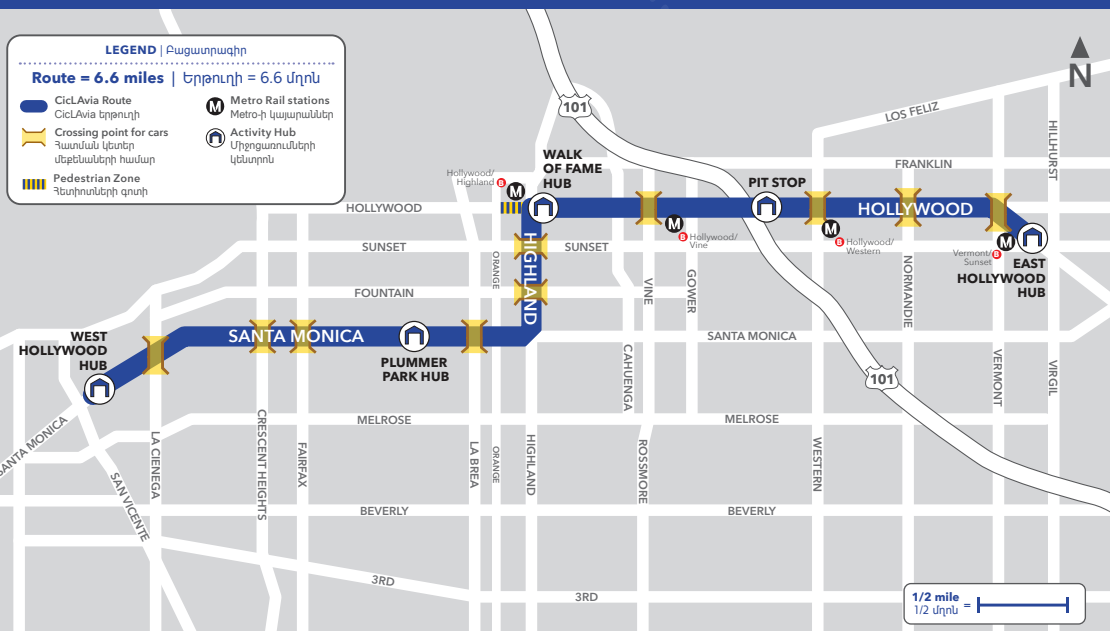 LEGEND | Բացատրագիր
Route = 6.6 miles | Երթուղի = 6.6 մղոն
CicLAvia Route
CicLAvia երթուղի
Crossing point for cars
Հատման կետեր
մեքենաների համար
Pedestrian Zone
Հետիոտների գոտի
M
Metro Rail stations
Metro-ի կայարաններ
Activity Hub
Միջոցառումների
կենտրոն
N
101
LOS FELIZ
HILLHURST
FRANKLIN
WALK
OF FAME
HUB
Hollywood/
Highland B
M
PIT STOP
HOLLYWOOD
HOLLYWOOD
M
B Hollywood/
Vine
M
B Hollywood/
Western
M
Vermont/
Sunset B
EAST
HOLLYWOOD
HUB
SUNSET
SUNSET
ORANGE
HIGHLAND
FOUNTAIN
VINE
GOWER
NORMANDIE
WEST
HOLLYWOOD
HUB
SANTA MONICA
SANTA MONICA
PLUMMER
PARK HUB
CAHUENGA
101
VERMONT
VIRGIL
MELROSE
MELROSE
SANTA MONICA
SAN VICENTE
LA CIENEGA
CRESCENT HEIGHTS
FAIRFAX
LA BREA
ORANGE
HIGHLAND
ROSSMORE
WESTERN
BEVERLY
BEVERLY
3RD
3RD
1/2 mile
1/2 մղոն =